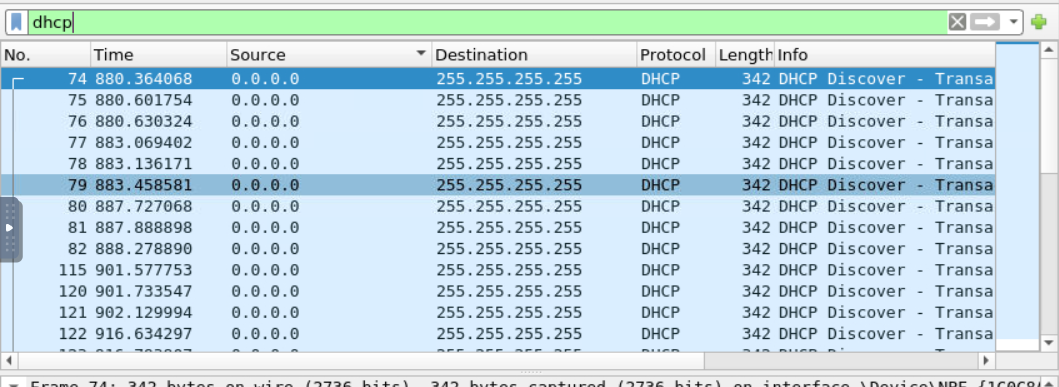 dhcp
No. Time Source Destination Protocol Length Info
74 880.364068 0.0.0.0 255.255.255.255 DHCP 342 DHCP Discover - Transa
75 880.601754 0.0.0.0 255.255.255.255 DHCP 342 DHCP Discover - Transa
76 880.630324 0.0.0.0 255.255.255.255 DHCP 342 DHCP Discover - Transa
77 883.069402 0.0.0.0 255.255.255.255 DHCP 342 DHCP Discover - Transa
78 883.136171 0.0.0.0 255.255.255.255 DHCP 342 DHCP Discover - Transa
79 883.458581 0.0.0.0 255.255.255.255 DHCP 342 DHCP Discover - Transa
80 887.727068 0.0.0.0 255.255.255.255 DHCP 342 DHCP Discover - Transa
81 887.888898 0.0.0.0 255.255.255.255 DHCP 342 DHCP Discover - Transa
82 888.278890 0.0.0.0 255.255.255.255 DHCP 342 DHCP Discover - Transa
115 901.577753 0.0.0.0 255.255.255.255 DHCP 342 DHCP Discover - Transa
120 901.733547 0.0.0.0 255.255.255.255 DHCP 342 DHCP Discover - Transa
121 902.129994 0.0.0.0 255.255.255.255 DHCP 342 DHCP Discover - Transa
122 916.634297 0.0.0.0 255.255.255.255 DHCP 342 DHCP Discover - Transa
Frame 74: 342 bytes on wire (2736 bits), 342 bytes captured (2736 bits) on interface